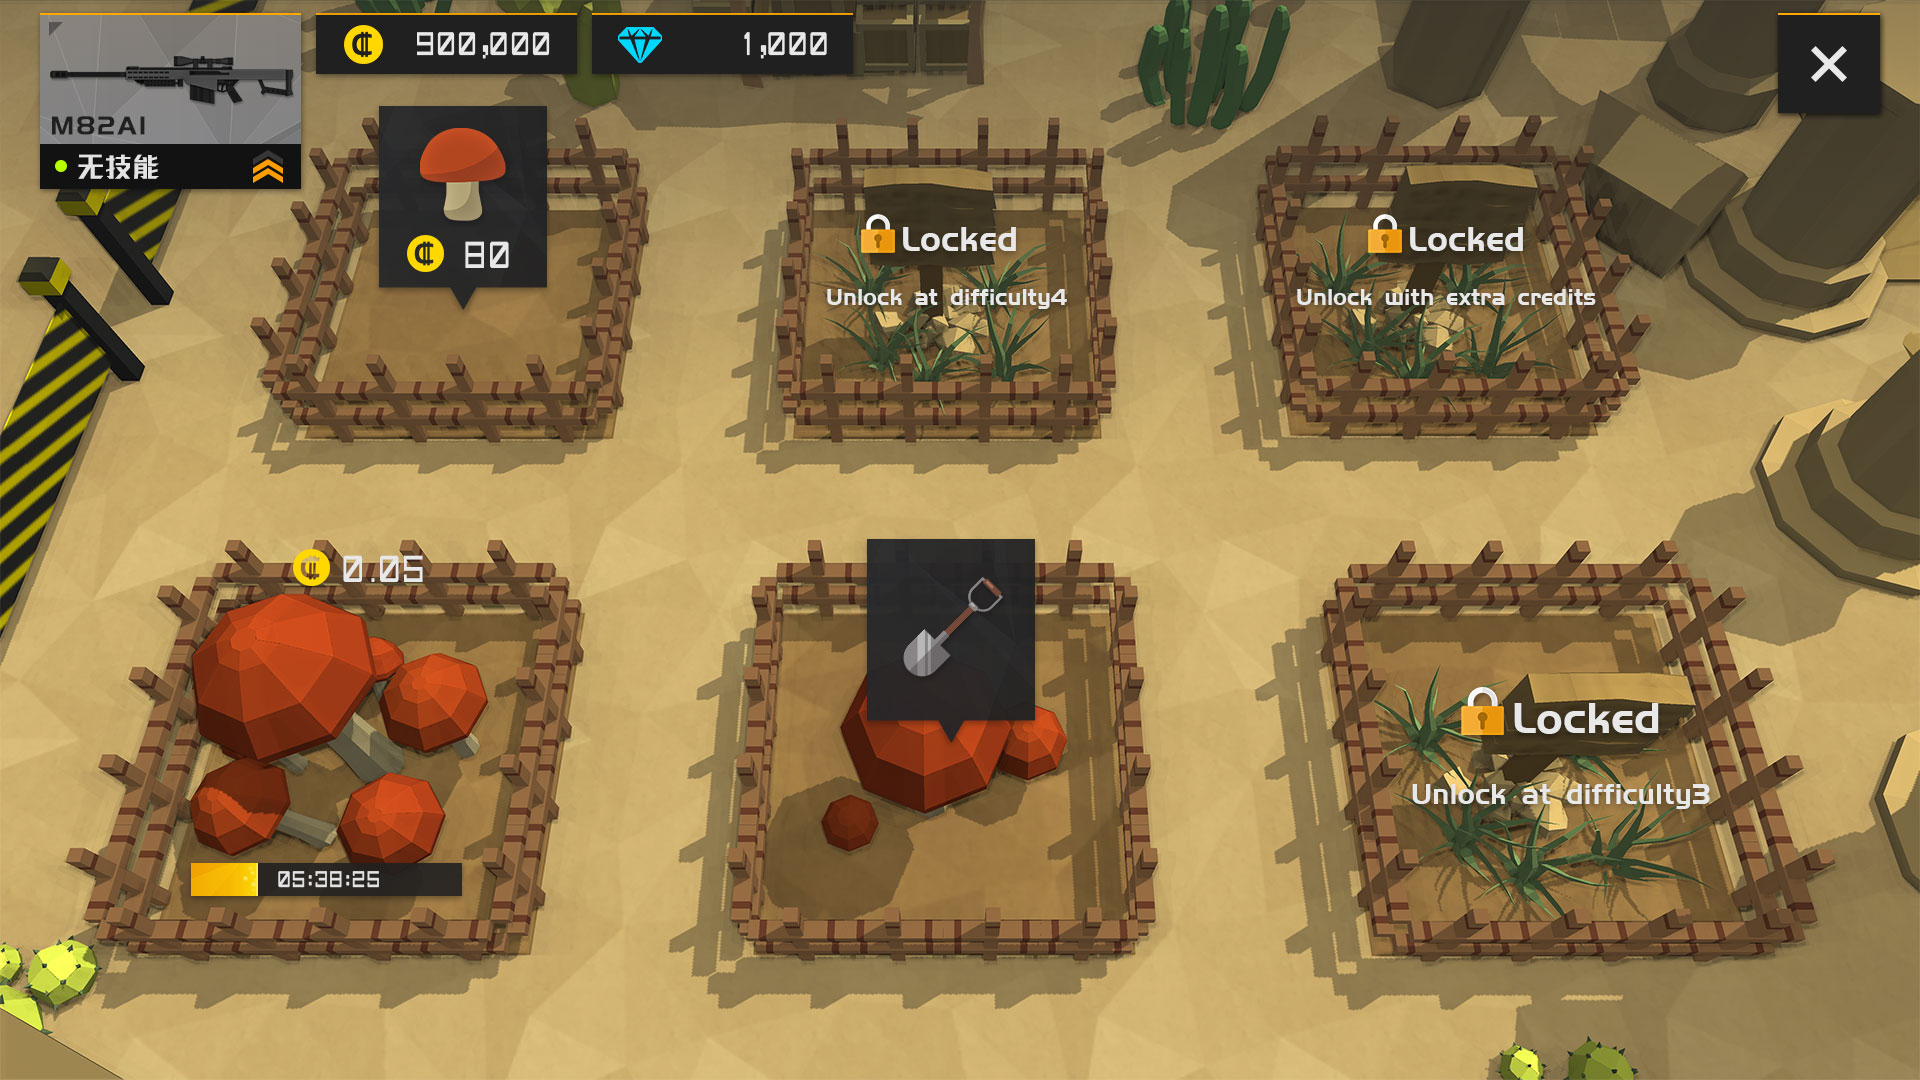 M82A1
无技能
900,000
1,000
80
Locked
Unlock at difficulty4
Locked
Unlock with extra credits
0.05
05:38:25
Locked
Unlock at difficulty3